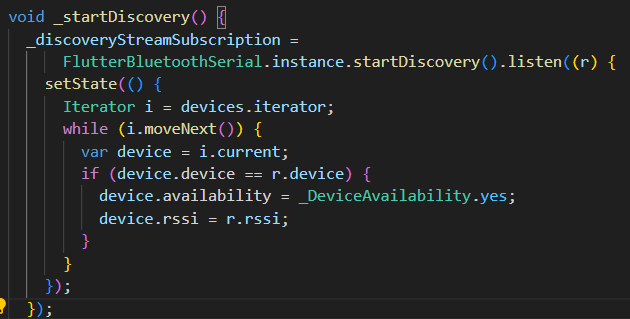 void _startDiscovery() {
_discoveryStreamSubscription =
FlutterBluetoothSerial.instance.startDiscovery().listen((r) {
setState(() {
Iterator i = devices.iterator;
while (i.moveNext()) {
var device = i.current;
if (device.device == r.device) {
device.availability = _DeviceAvailability.yes;
device.rssi = r.rssi;
}
}
});
});